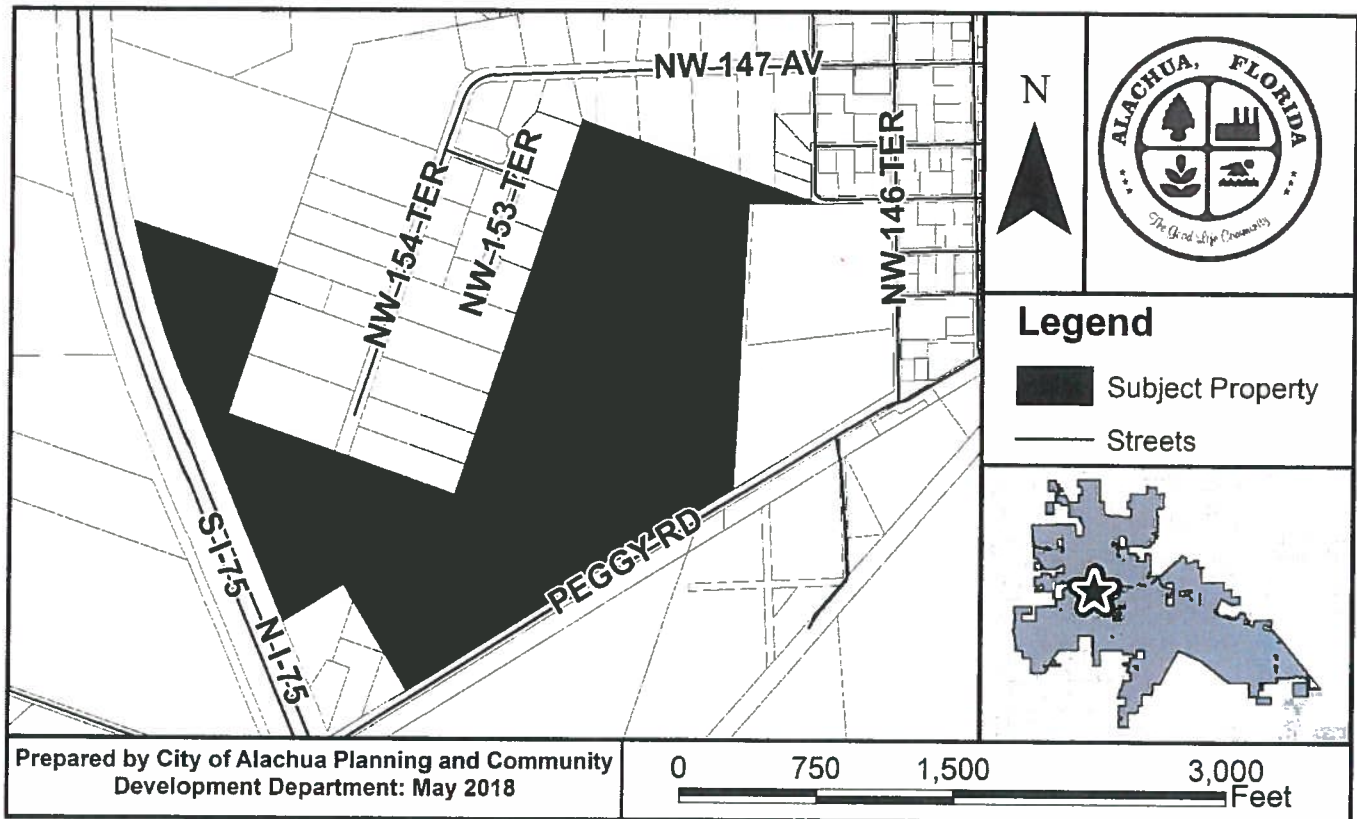 NW 147 AV
NW 146 TER
NW 154 TER
NW 153 TER
S I-75
N I-75
PEGGY RD
N
ALACHUA, FLORIDA
The Good Life Community
Legend
Subject Property
Streets
Prepared by City of Alachua Planning and Community
Development Department: May 2018
0 750 1,500 3,000
Feet